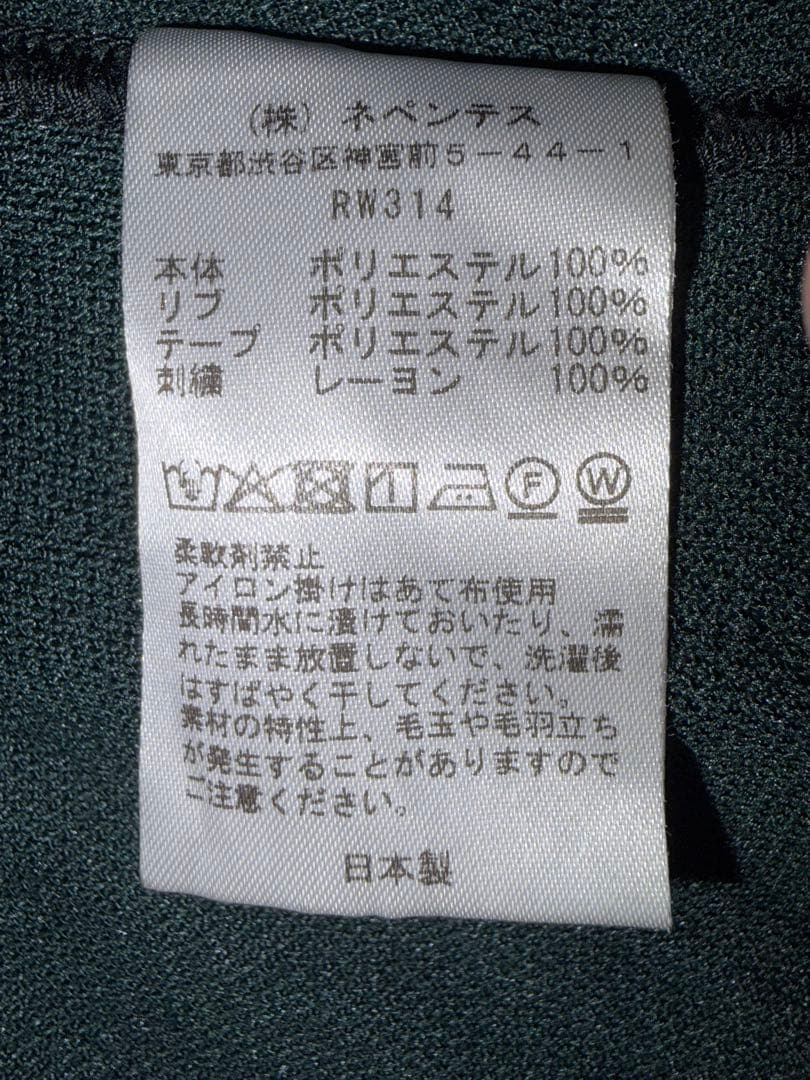 (株) ネペンテス
東京都渋谷区神宮前5-44-1
RW314
本体 ポリエステル100%
リブ ポリエステル100%
テープ ポリエステル100%
刺繍 レーヨン 100%
F W
柔軟剤禁止
アイロン掛けはあて布使用
長時間水に漬けておいたり、濡
れたまま放置しないで、洗濯後
はすばやく干してください。
素材の特性上、毛玉や毛羽立ち
が発生することがありますので
ご注意ください。
日本製